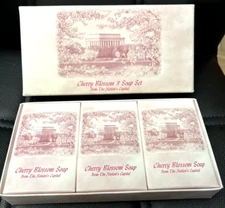 Cherry Blossom 3 Soap Set
From The Nation's Capital
Cherry Blossom Soap
From The Nation's Capital
Cherry Blossom Soap
From The Nation's Capital
Cherry Blossom Soap
From The Nation's Capital